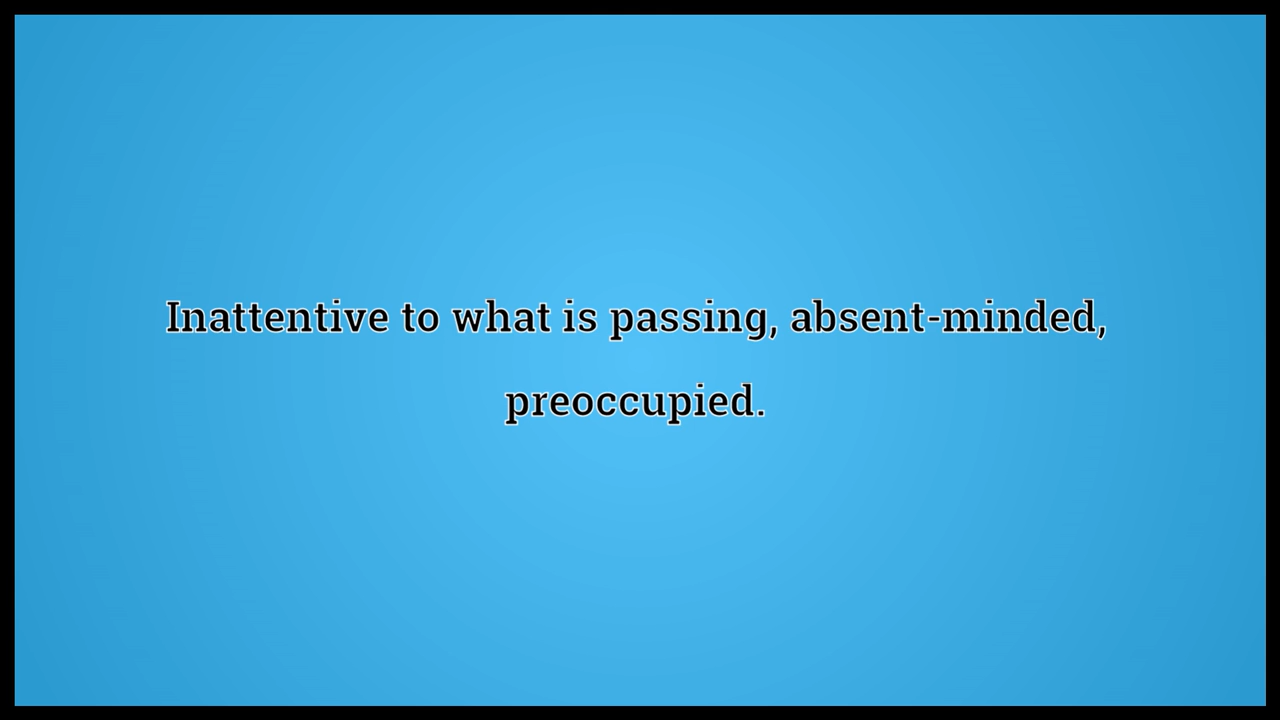 Inattentive to what is passing, absent-minded,
preoccupied.